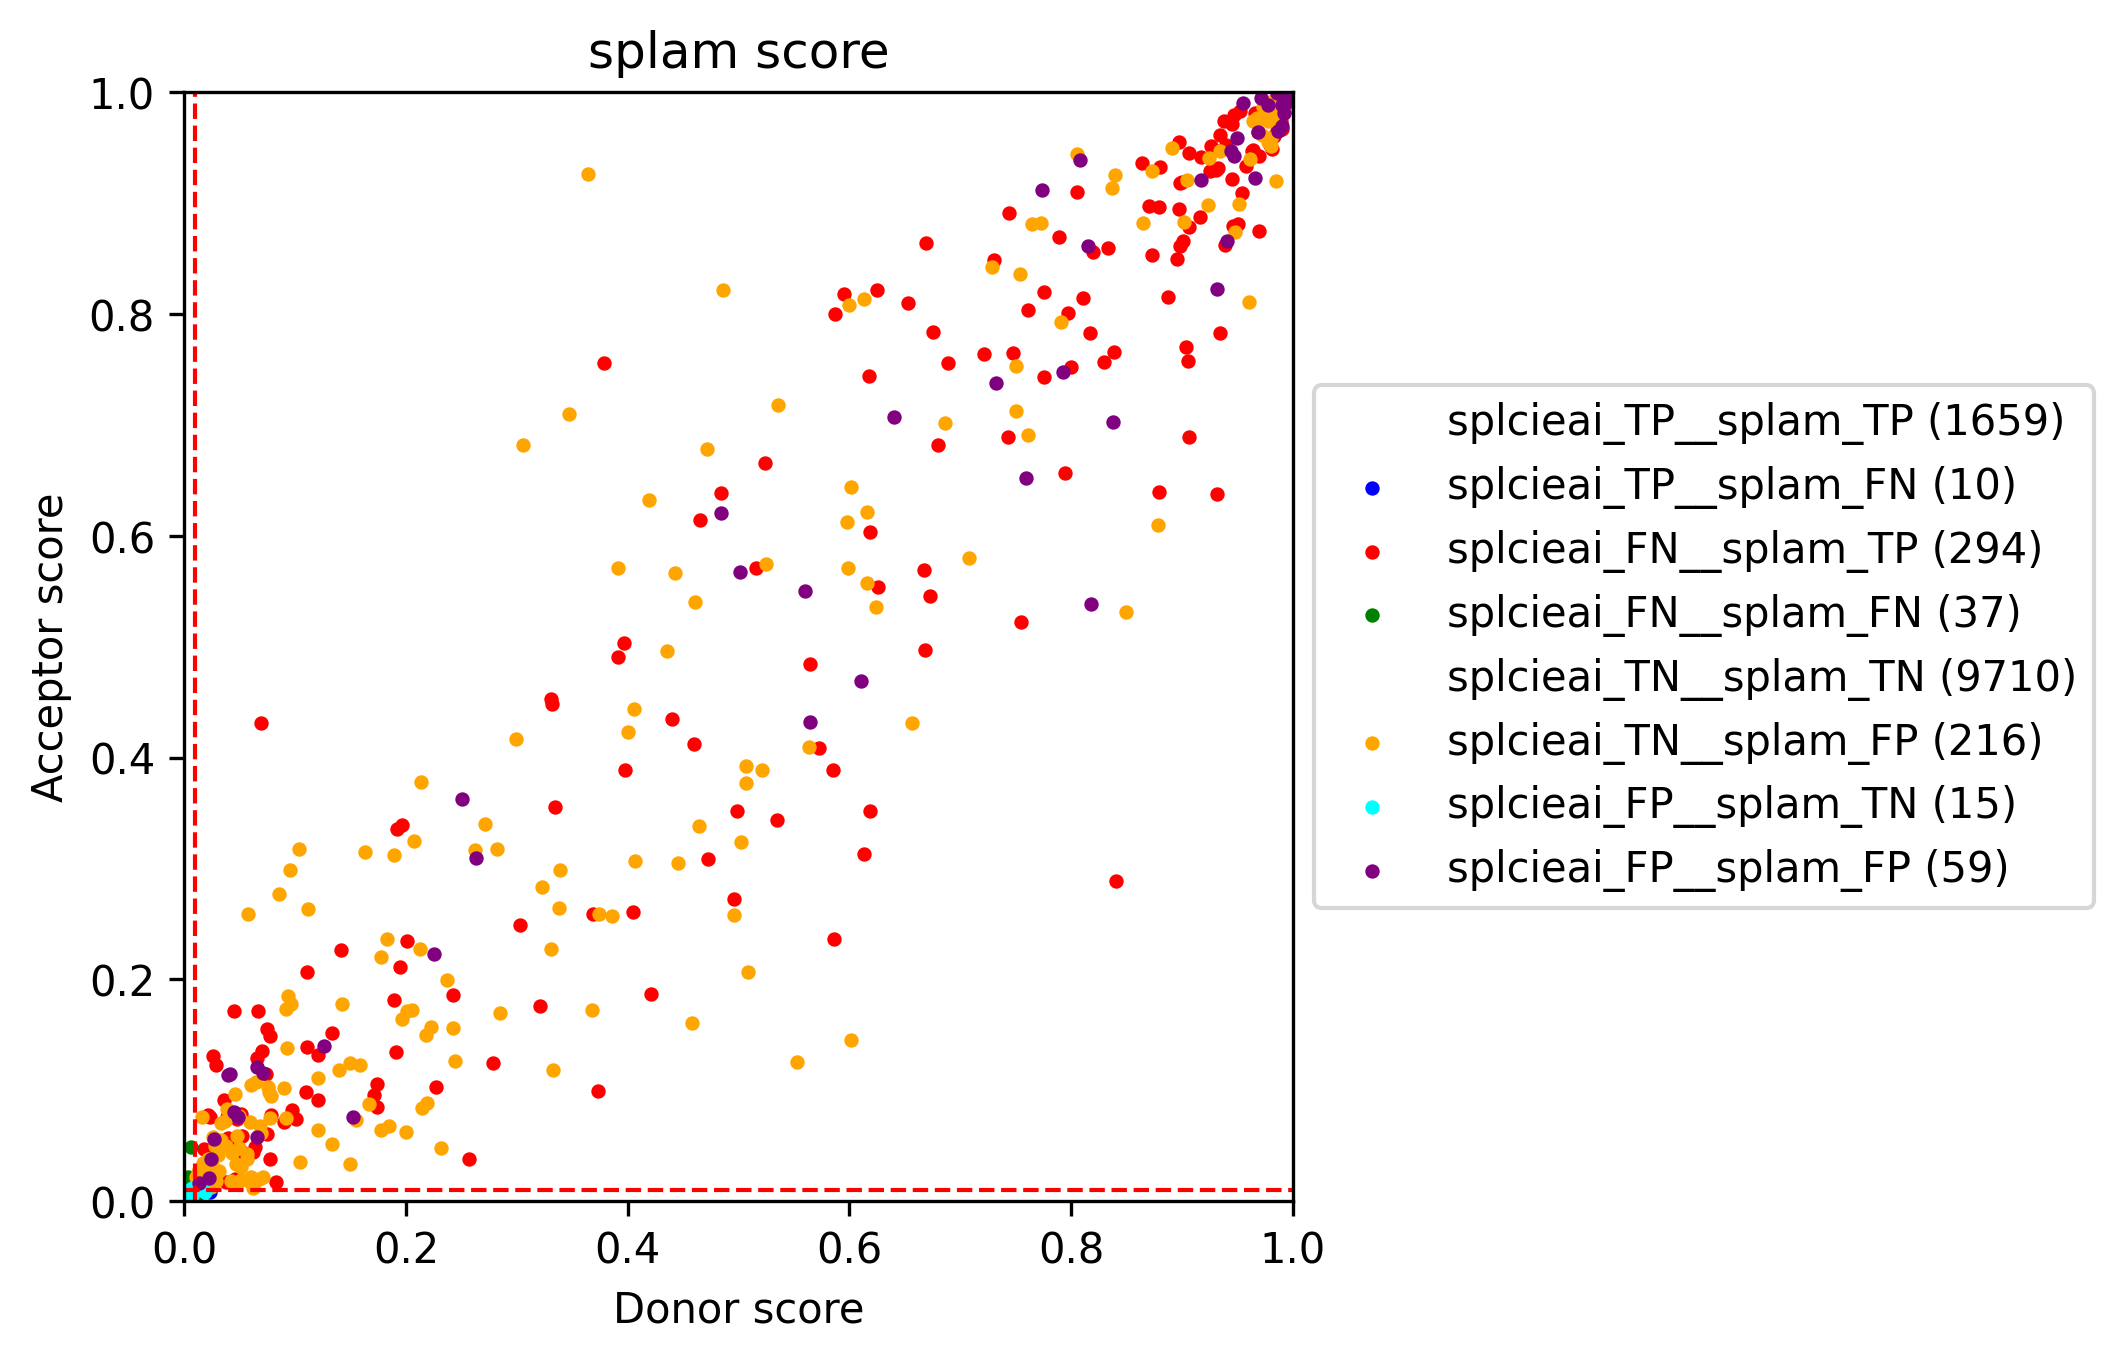 splam score
Acceptor score
1.0
0.8
0.6
0.4
0.2
0.0
0.0 0.2 0.4 0.6 0.8 1.0
Donor score
splcieai_TP__splam_TP (1659)
splcieai_TP__splam_FN (10)
splcieai_FN__splam_TP (294)
splcieai_FN__splam_FN (37)
splcieai_TN__splam_TN (9710)
splcieai_TN__splam_FP (216)
splcieai_FP__splam_TN (15)
splcieai_FP__splam_FP (59)